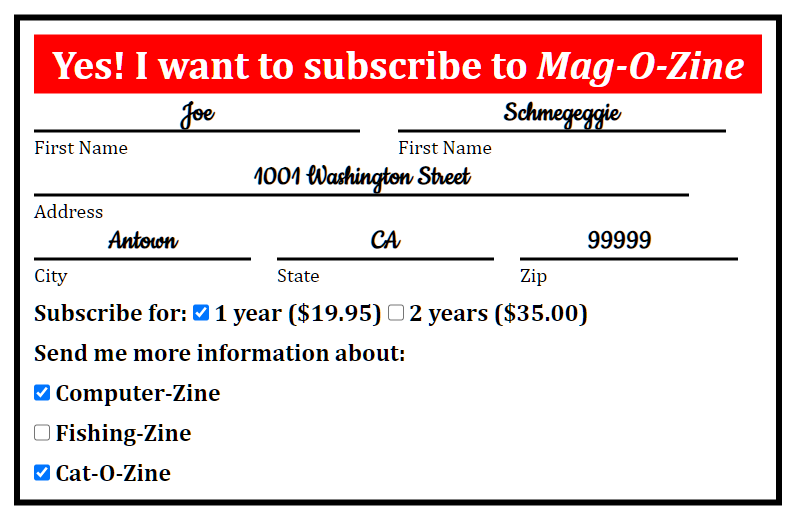 Yes! I want to subscribe to Mag-O-Zine
Joe Schmegeggie
First Name First Name
1001 Washington Street
Address
Antown CA 99999
City State Zip
Subscribe for: 1 year ($19.95) 2 years ($35.00)
Send me more information about:
Computer-Zine
Fishing-Zine
Cat-O-Zine